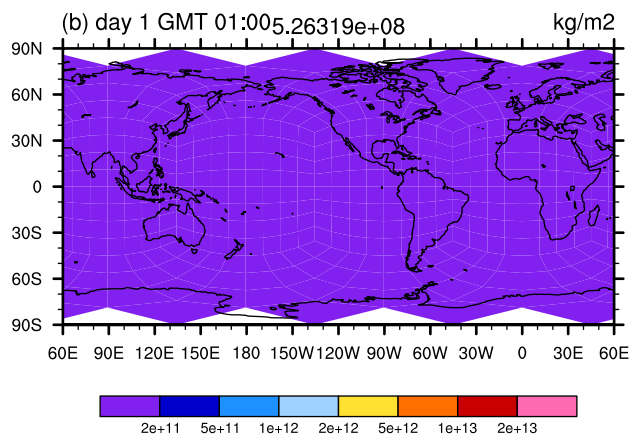 (b) day 1 GMT 01:00 5.26319e+08 kg/m2
90N
60N
30N
0
30S
60S
90S
60E 90E 120E 150E 180 150W 120W 90W 60W 30W 0 30E 60E
2e+11 5e+11 1e+12 2e+12 5e+12 1e+13 2e+13